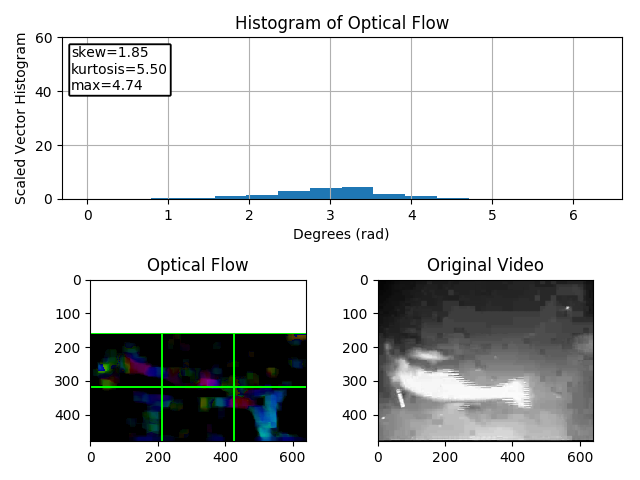 Histogram of Optical Flow
Scaled Vector Histogram
60
40
20
0
skew=1.85
kurtosis=5.50
max=4.74
0 1 2 3 4 5 6
Degrees (rad)
Optical Flow
0
100
200
300
400
0 200 400 600
Original Video
0
100
200
300
400
0 200 400 600